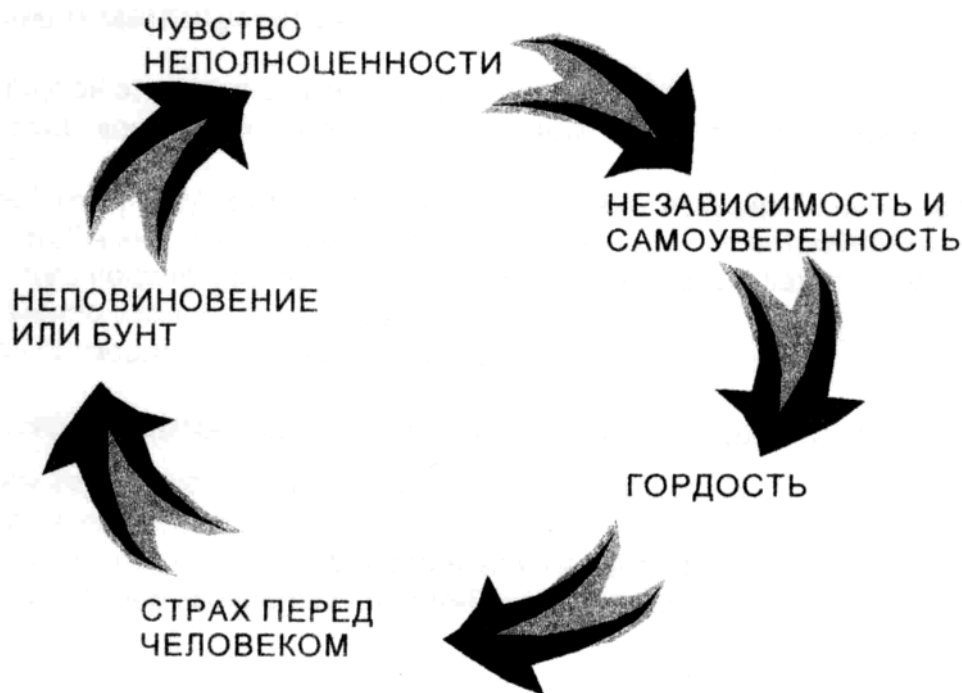 ЧУВСТВО
НЕПОЛНОЦЕННОСТИ
НЕЗАВИСИМОСТЬ И
САМОУВЕРЕННОСТЬ
ГОРДОСТЬ
СТРАХ ПЕРЕД
ЧЕЛОВЕКОМ
НЕПОВИНОВЕНИЕ
ИЛИ БУНТ